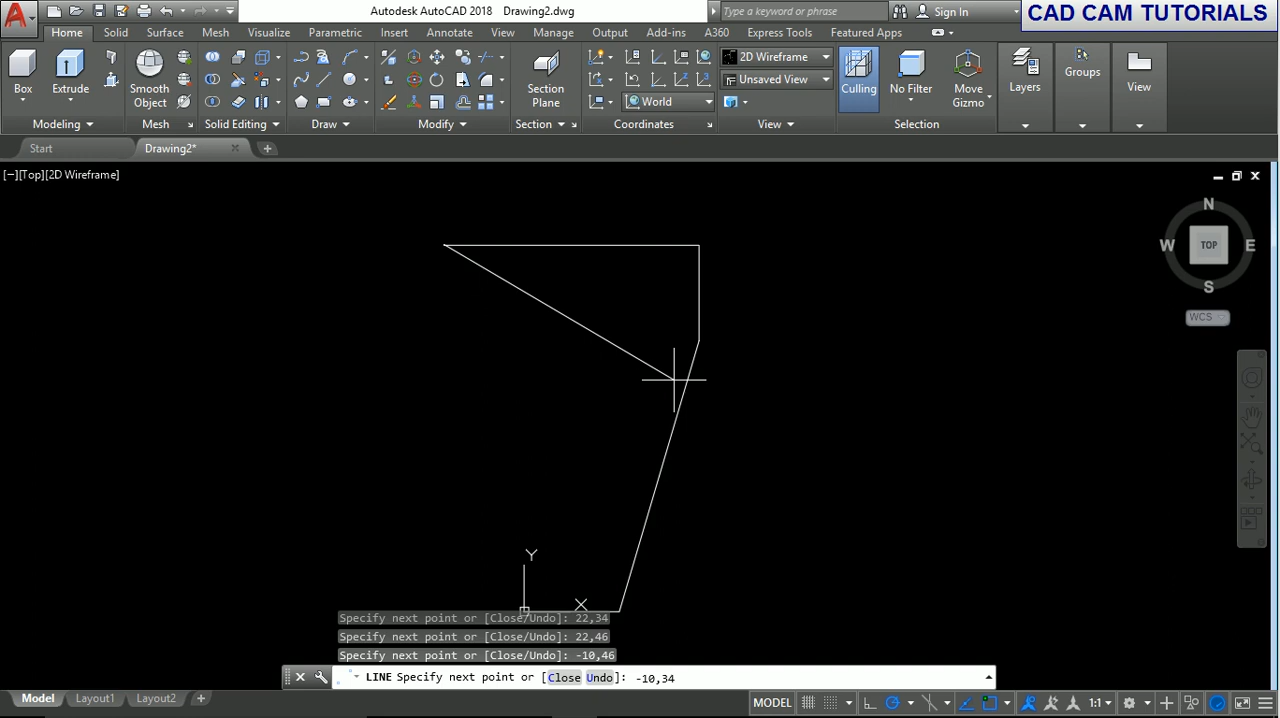 Autodesk AutoCAD 2018 Drawing2.dwg
Type a keyword or phrase
Sign In
CAD CAM TUTORIALS
Home Solid Surface Mesh Visualize Parametric Insert Annotate View Manage Output Add-ins A360 Express Tools Featured Apps
Box
Extrude
Smooth
Object
Section
Plane
2D Wireframe
Unsaved View
World
Culling
No Filter
Move
Gizmo
Layers
Groups
View
Modeling Mesh Solid Editing Draw Modify Section Coordinates View Selection
Start Drawing2*
[−][Top][2D Wireframe]
N
W TOP E
S
WCS
Y
X
Specify next point or [Close/Undo]: 22,34
Specify next point or [Close/Undo]: 22,46
Specify next point or [Close/Undo]: -10,46
LINE Specify next point or [Close Undo]: -10,34
Model Layout1 Layout2
MODEL
1:1